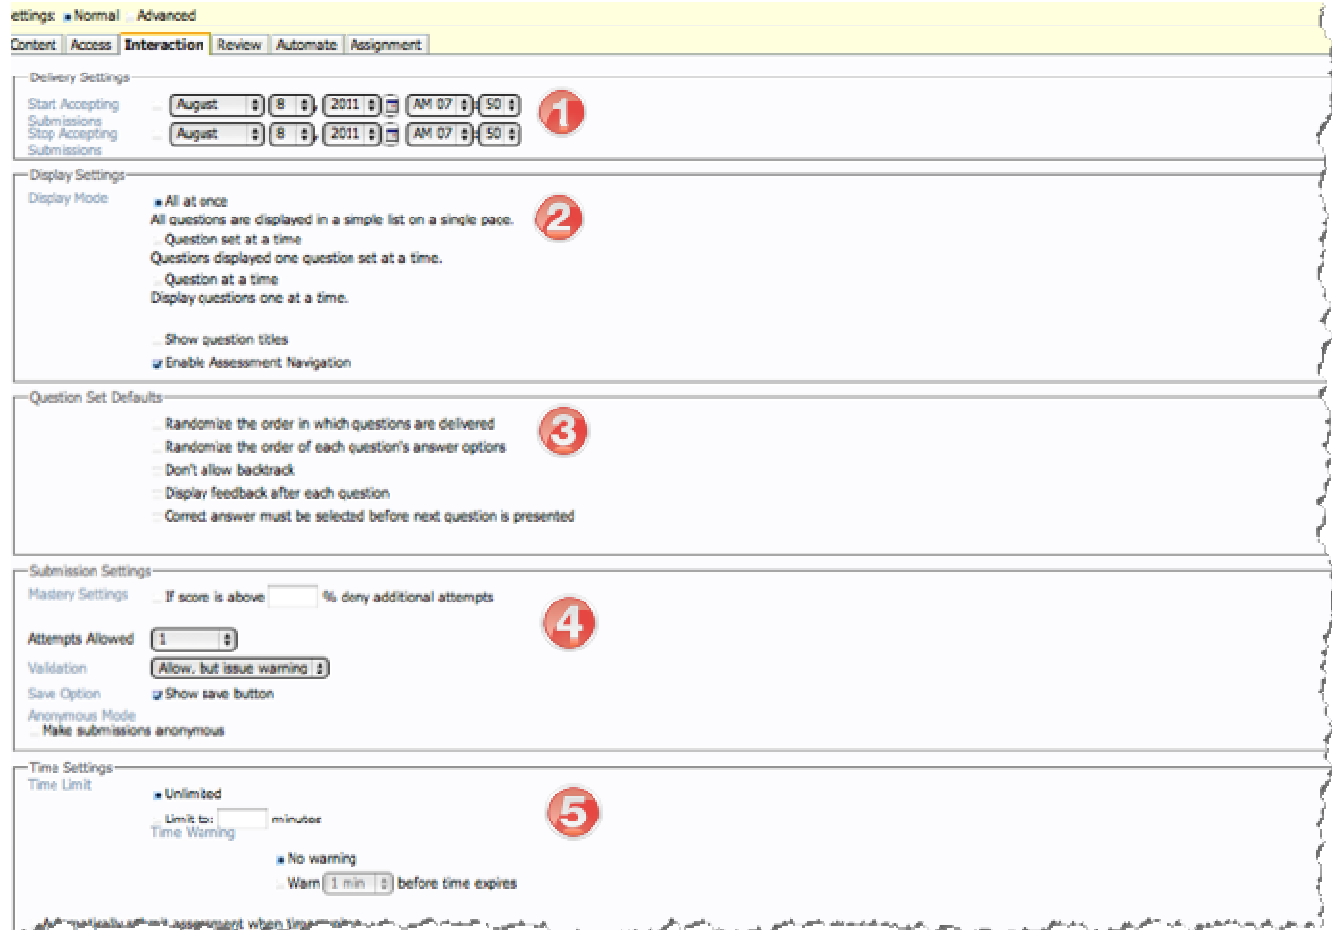 ettings Normal Advanced
Content Access Interaction Review Automate Assignment
Delivery Settings
Start Accepting Submissions August 8 , 2011 AM 07 : 50
1
Stop Accepting Submissions August 8 , 2011 AM 07 : 50
Display Settings
Display Mode All at once
2
All questions are displayed in a simple list on a single pace.
Question set at a time
Questions displayed one question set at a time.
Question at a time
Display questions one at a time.
Show question titles
Enable Assessment Navigation
Question Set Defaults
Randomize the order in which questions are delivered
3
Randomize the order of each question's answer options
Don't allow backtrack
Display feedback after each question
Correct answer must be selected before next question is presented
Submission Settings
Mastery Settings If score is above % deny additional attempts
4
Attempts Allowed 1
Validation Allow, but issue warning
Save Option Show save button
Anonymous Mode
Make submissions anonymous
Time Settings
Time Limit
Unlimited
5
Limit to: minutes
Time Warning
No warning
Warn 1 min before time expires
submit assessment when time